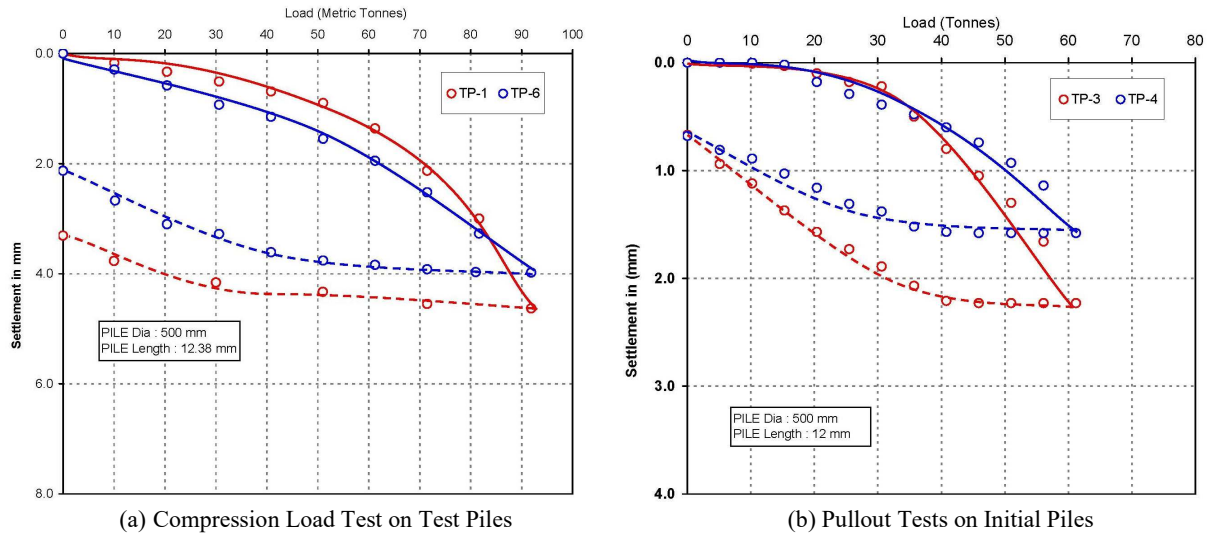 Load (Metric Tonnes)
0 10 20 30 40 50 60 70 80 90 100
0.0
2.0
4.0
6.0
8.0
Settlement in mm
TP-1 TP-6
PILE Dia : 500 mm
PILE Length : 12.38 mm
(a) Compression Load Test on Test Piles
Load (Tonnes)
0 10 20 30 40 50 60 70 80
0.0
1.0
2.0
3.0
4.0
Settlement in (mm)
TP-3 TP-4
PILE Dia : 500 mm
PILE Length : 12 mm
(b) Pullout Tests on Initial Piles